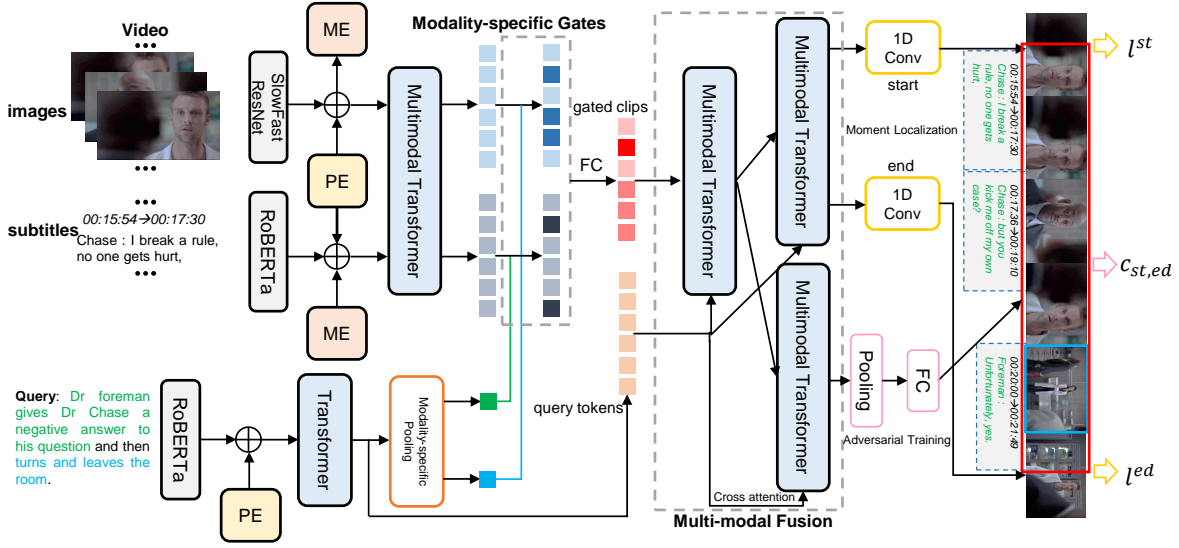 Video
•••
images
•••
subtitles
00:15:54→00:17:30
Chase : I break a rule,
no one gets hurt,
•••
SlowFast
ResNet
RoBERTa
ME
PE
ME
Multimodal Transformer
Modality-specific Gates
FC
gated clips
Query: Dr foreman
gives Dr Chase a
negative answer to
his question and then
turns and leaves the
room.
RoBERTa
PE
Transformer
Modality-specific
Pooling
query tokens
Multimodal Transformer
Multimodal Transformer
Multimodal Transformer
Cross attention
Multi-modal Fusion
1D
Conv
start
Moment Localization
end
1D
Conv
Pooling
FC
Adversarial Training
00:15:54→00:17:30
Chase : I break a
rule, no one gets
hurt,
00:17:36→00:19:10
Chase : but you
kick me off my own
case?
00:20:00→00:21:49
Foreman :
Unfortunately, yes.
l^{st}
c_{st,ed}
l^{ed}